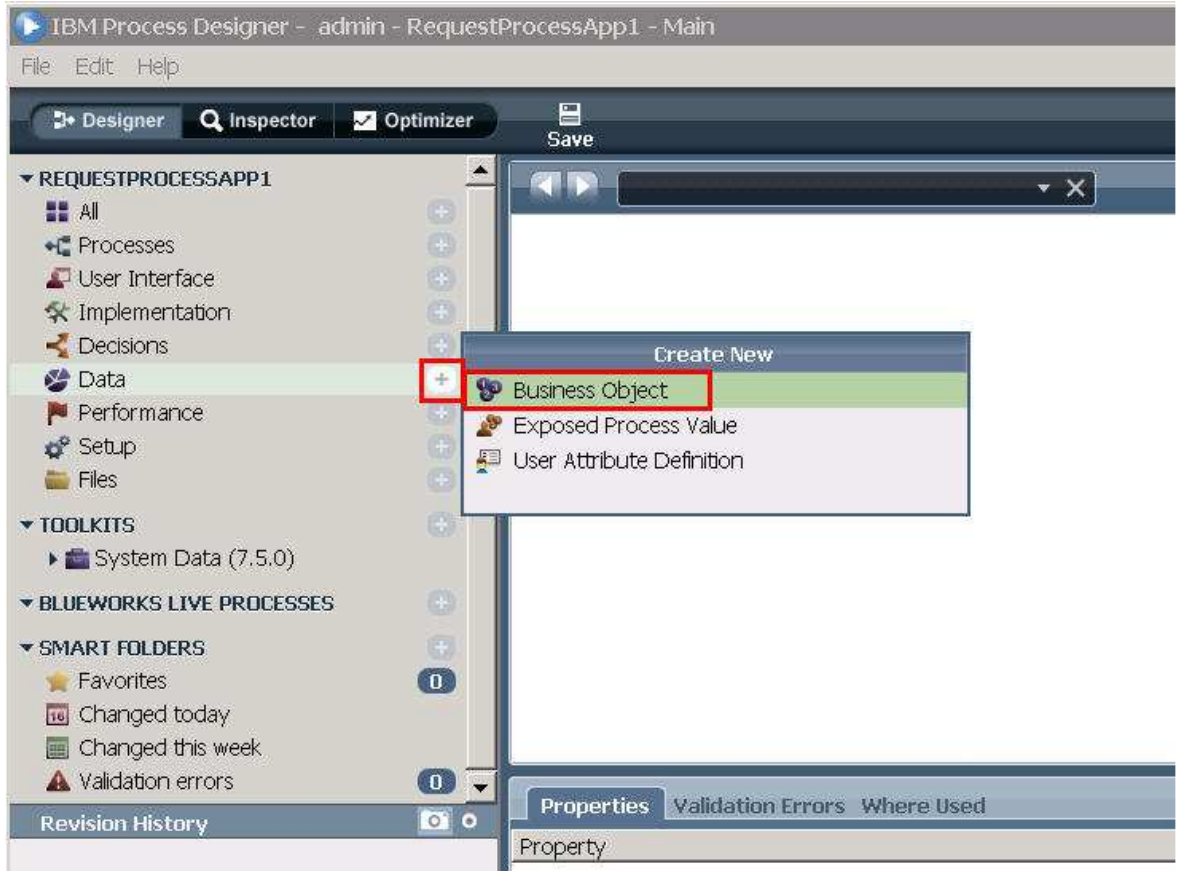 IBM Process Designer - admin - RequestProcessApp1 - Main
File Edit Help
Designer Inspector Optimizer
Save
REQUESTPROCESSAPP1
All
Processes
User Interface
Implementation
Decisions
Data
Performance
Setup
Files
Create New
Business Object
Exposed Process Value
User Attribute Definition
TOOLKITS
System Data (7.5.0)
BLUEWORKS LIVE PROCESSES
SMART FOLDERS
Favorites 0
16 Changed today
Changed this week
Validation errors 0
Revision History
Properties Validation Errors Where Used
Property